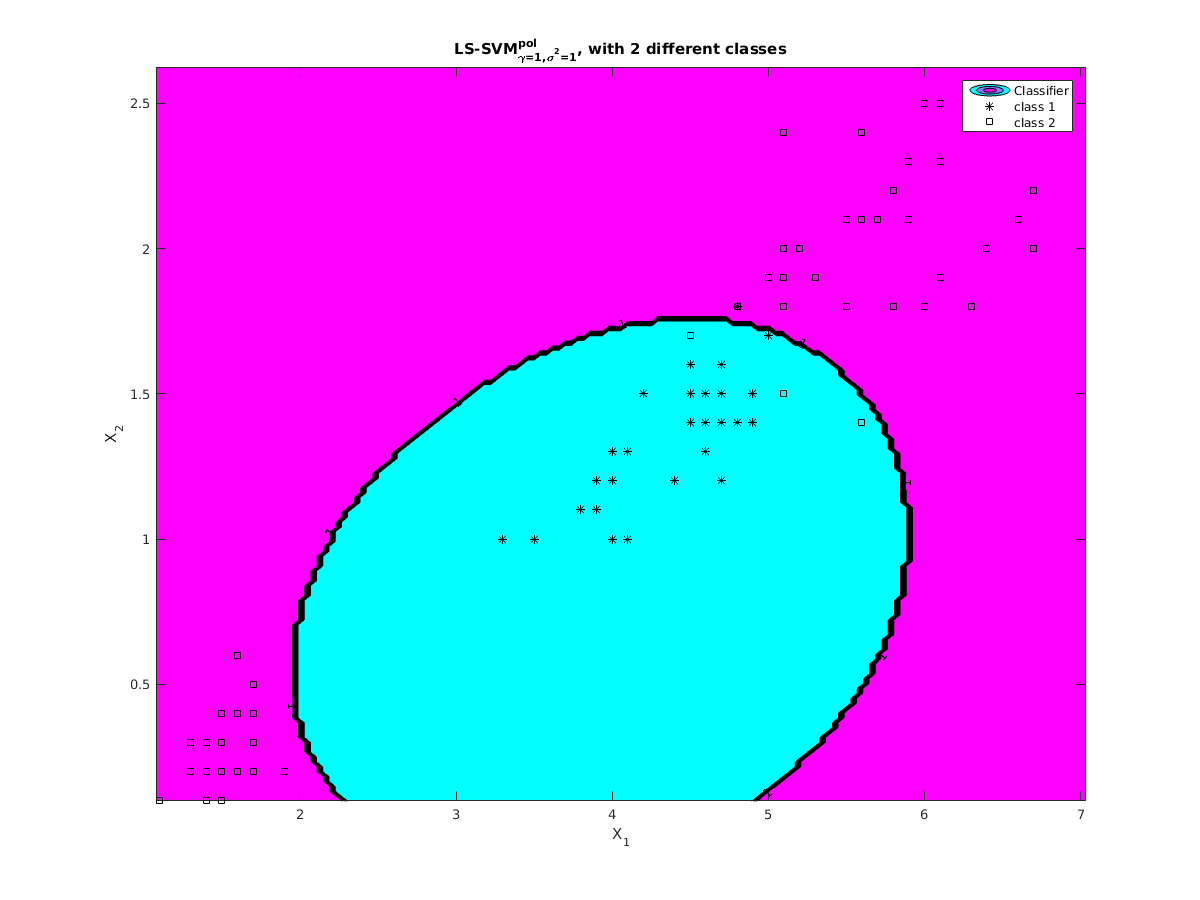 LS-SVM^pol_γ=1,σ²=1, with 2 different classes
Classifier
class 1
class 2
2.5
2
1.5
1
0.5
X_2
2 3 4 5 6 7
X_1